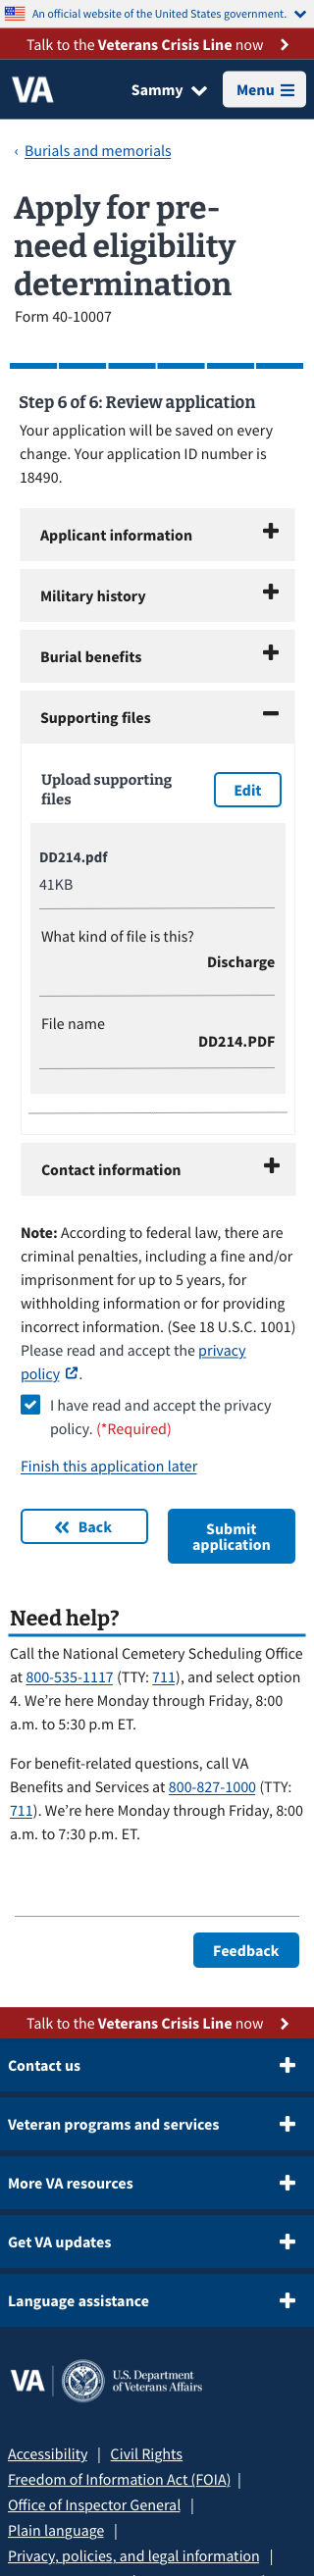 An official website of the United States government.
Talk to the Veterans Crisis Line now
VA Sammy Menu
‹ Burials and memorials
Apply for pre-
need eligibility
determination
Form 40-10007
Step 6 of 6: Review application
Your application will be saved on every
change. Your application ID number is
18490.
Applicant information
Military history
Burial benefits
Supporting files
Upload supporting
files
Edit
DD214.pdf
41KB
What kind of file is this?
Discharge
File name
DD214.PDF
Contact information
Note: According to federal law, there are
criminal penalties, including a fine and/or
imprisonment for up to 5 years, for
withholding information or for providing
incorrect information. (See 18 U.S.C. 1001)
Please read and accept the privacy
policy .
I have read and accept the privacy
policy. (*Required)
Finish this application later
Back
Submit
application
Need help?
Call the National Cemetery Scheduling Office
at 800-535-1117 (TTY: 711), and select option
4. We’re here Monday through Friday, 8:00
a.m. to 5:30 p.m ET.
For benefit-related questions, call VA
Benefits and Services at 800-827-1000 (TTY:
711). We’re here Monday through Friday, 8:00
a.m. to 7:30 p.m. ET.
Feedback
Talk to the Veterans Crisis Line now
Contact us
Veteran programs and services
More VA resources
Get VA updates
Language assistance
VA U.S. Department
of Veterans Affairs
Accessibility | Civil Rights
Freedom of Information Act (FOIA) |
Office of Inspector General |
Plain language |
Privacy, policies, and legal information |